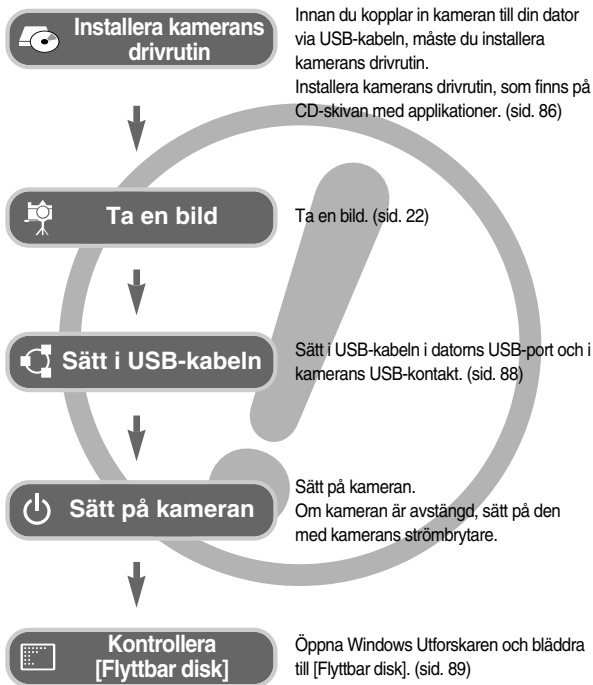 Installera kamerans
drivrutin
Innan du kopplar in kameran till din dator
via USB-kabeln, måste du installera
kamerans drivrutin.
Installera kamerans drivrutin, som finns på
CD-skivan med applikationer. (sid. 86)
Ta en bild
Ta en bild. (sid. 22)
Sätt i USB-kabeln
Sätt i USB-kabeln i datorns USB-port och i
kamerans USB-kontakt. (sid. 88)
Sätt på kameran
Sätt på kameran.
Om kameran är avstängd, sätt på den
med kamerans strömbrytare.
Kontrollera
[Flyttbar disk]
Öppna Windows Utforskaren och bläddra
till [Flyttbar disk]. (sid. 89)